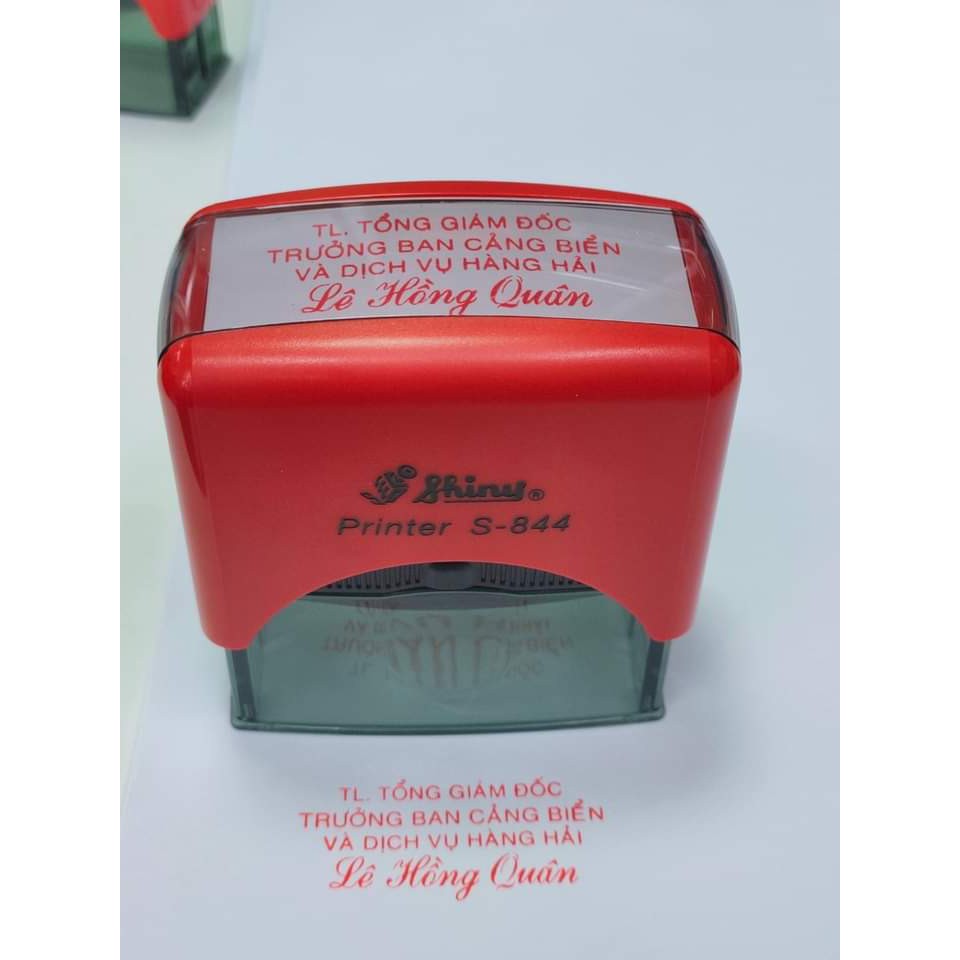 TL. TỔNG GIÁM ĐỐC
TRƯỞNG BAN CẢNG BIỂN
VÀ DỊCH VỤ HÀNG HẢI
Lê Hồng Quân
Shiny®
Printer S-844
TL. TỔNG GIÁM ĐỐC
TRƯỞNG BAN CẢNG BIỂN
VÀ DỊCH VỤ HÀNG HẢI
Lê Hồng Quân